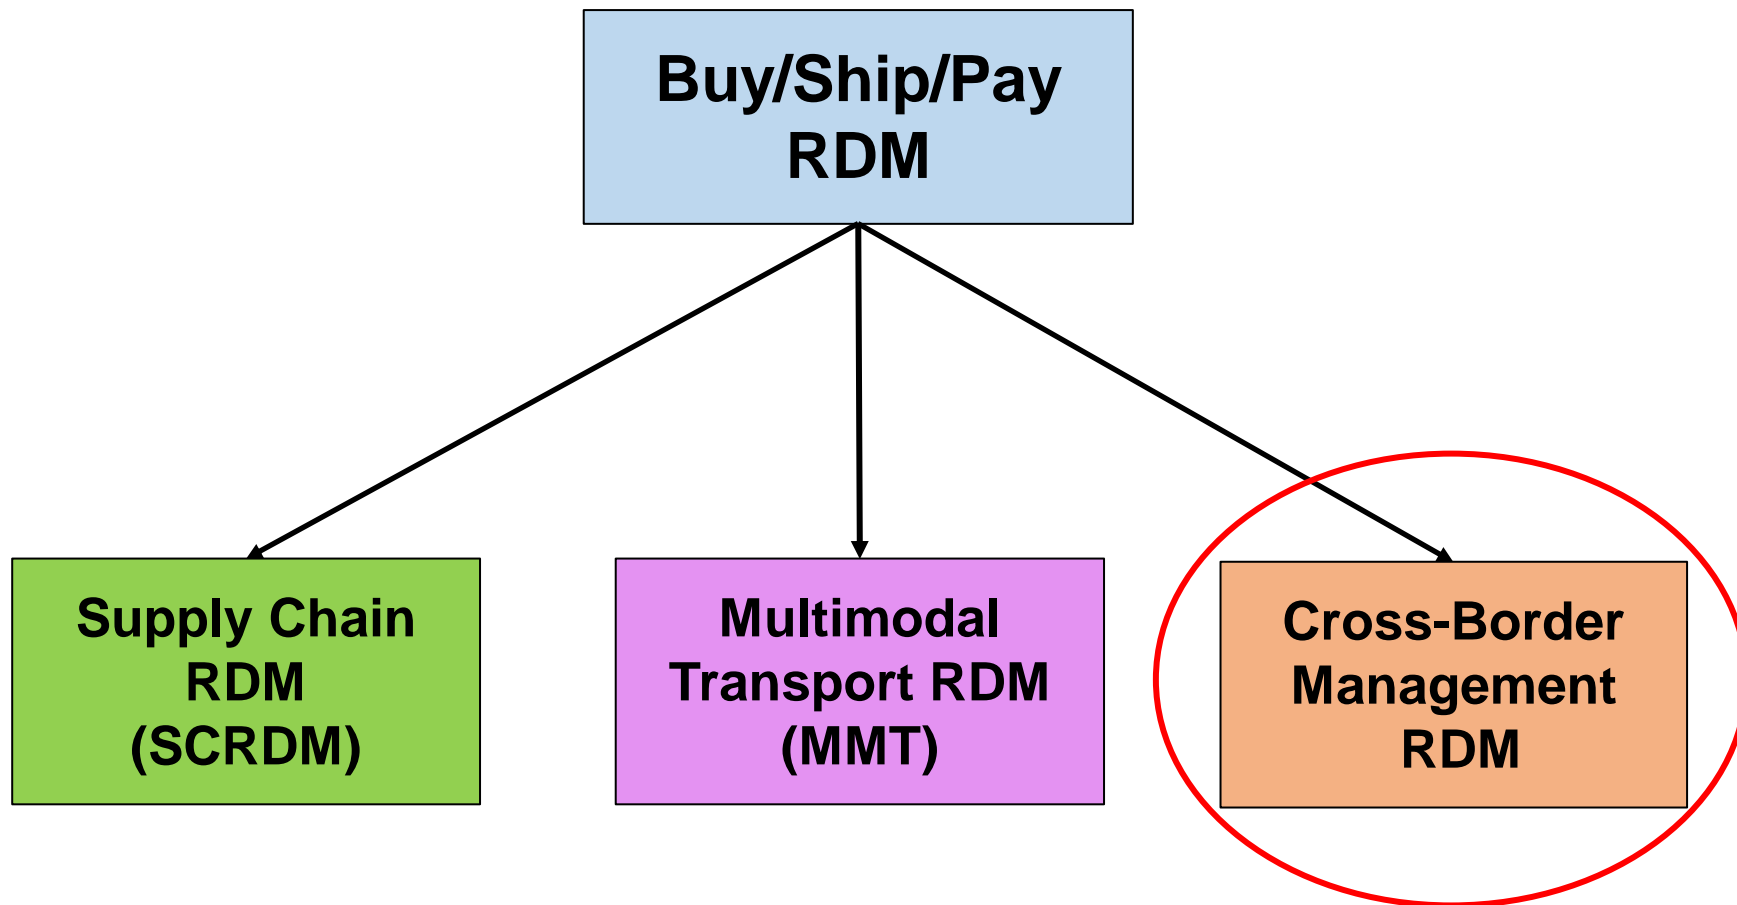 Buy/Ship/Pay
RDM
Supply Chain
RDM
(SCRDM)
Multimodal
Transport RDM
(MMT)
Cross-Border
Management
RDM